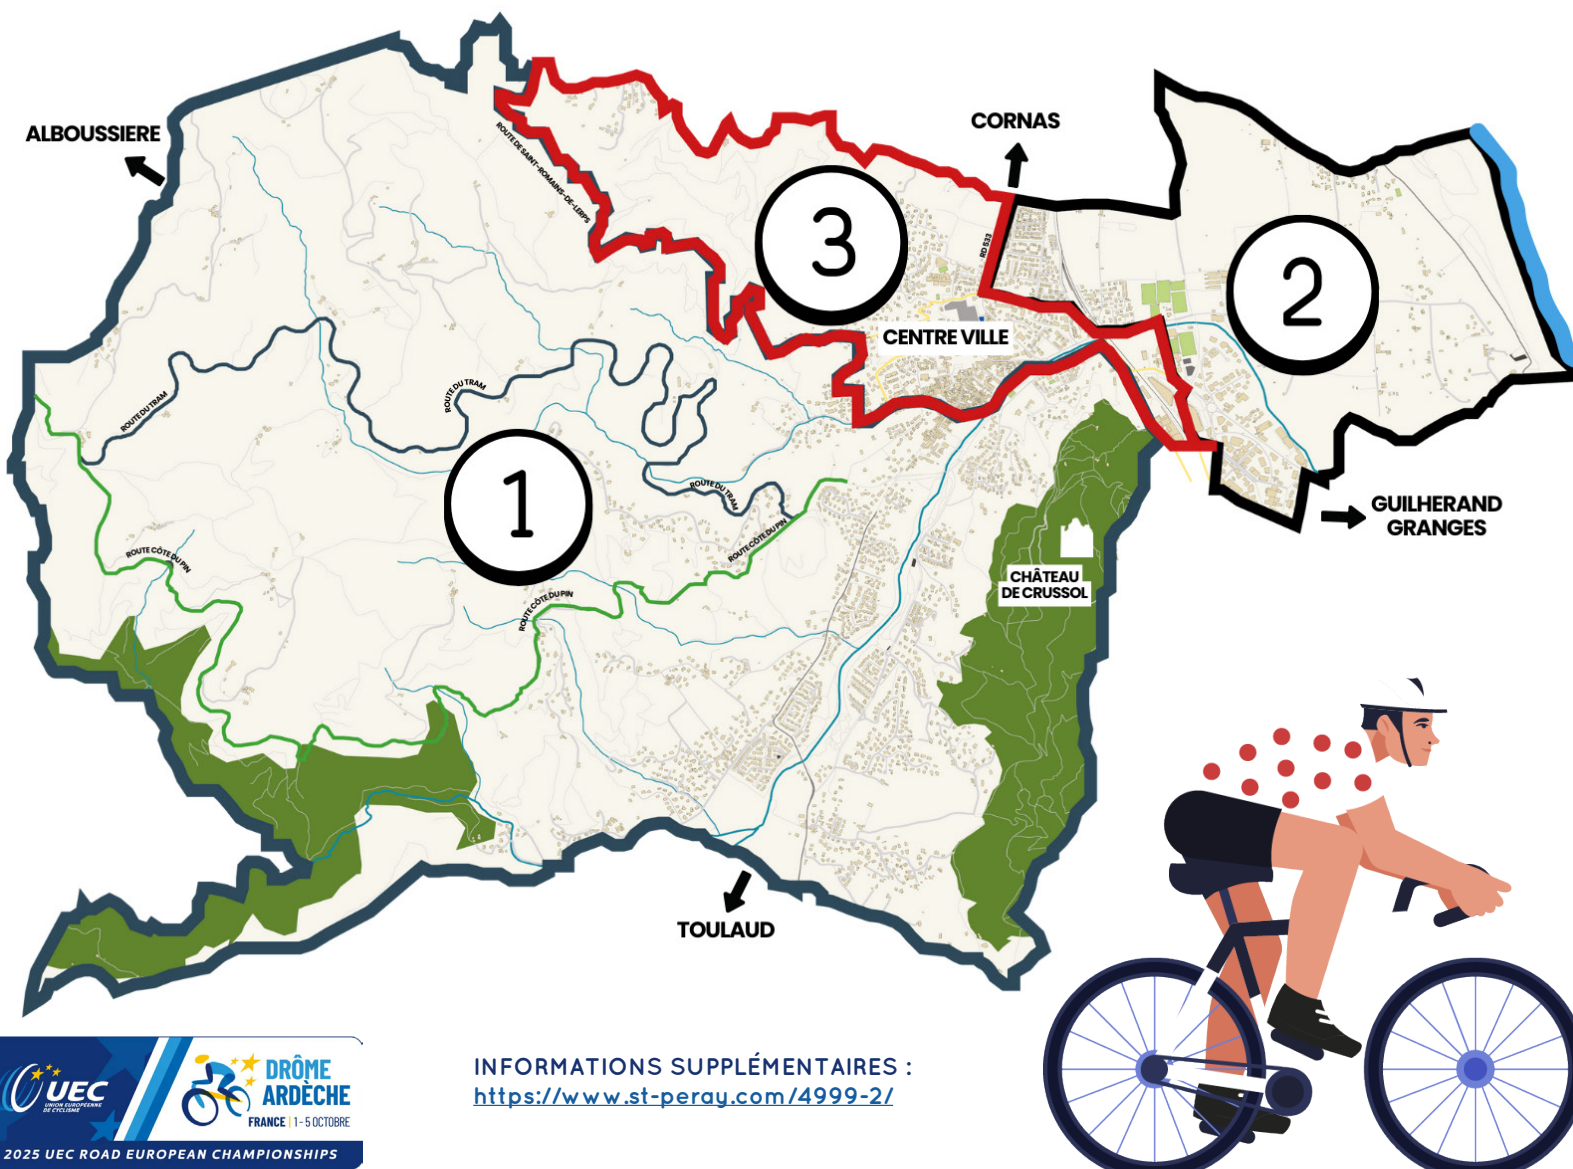 ALBOUSSIERE
CORNAS
ROUTE DE SAINT-ROMAINS-DE-LERPS
3
RD 533
2
CENTRE VILLE
ROUTE DU TRAM
ROUTE DU TRAM
1
ROUTE DU TRAM
ROUTE CÔTE DU PIN
ROUTE CÔTE DU PIN
ROUTE CÔTE DU PIN
GUILHERAND
GRANGES
CHÂTEAU
DE CRUSSOL
TOULAUD
UEC
UNION EUROPÉENNE
DE CYCLISME
DRÔME
ARDÈCHE
FRANCE | 1-5 OCTOBRE
2025 UEC ROAD EUROPEAN CHAMPIONSHIPS
INFORMATIONS SUPPLÉMENTAIRES :
https://www.st-peray.com/4999-2/